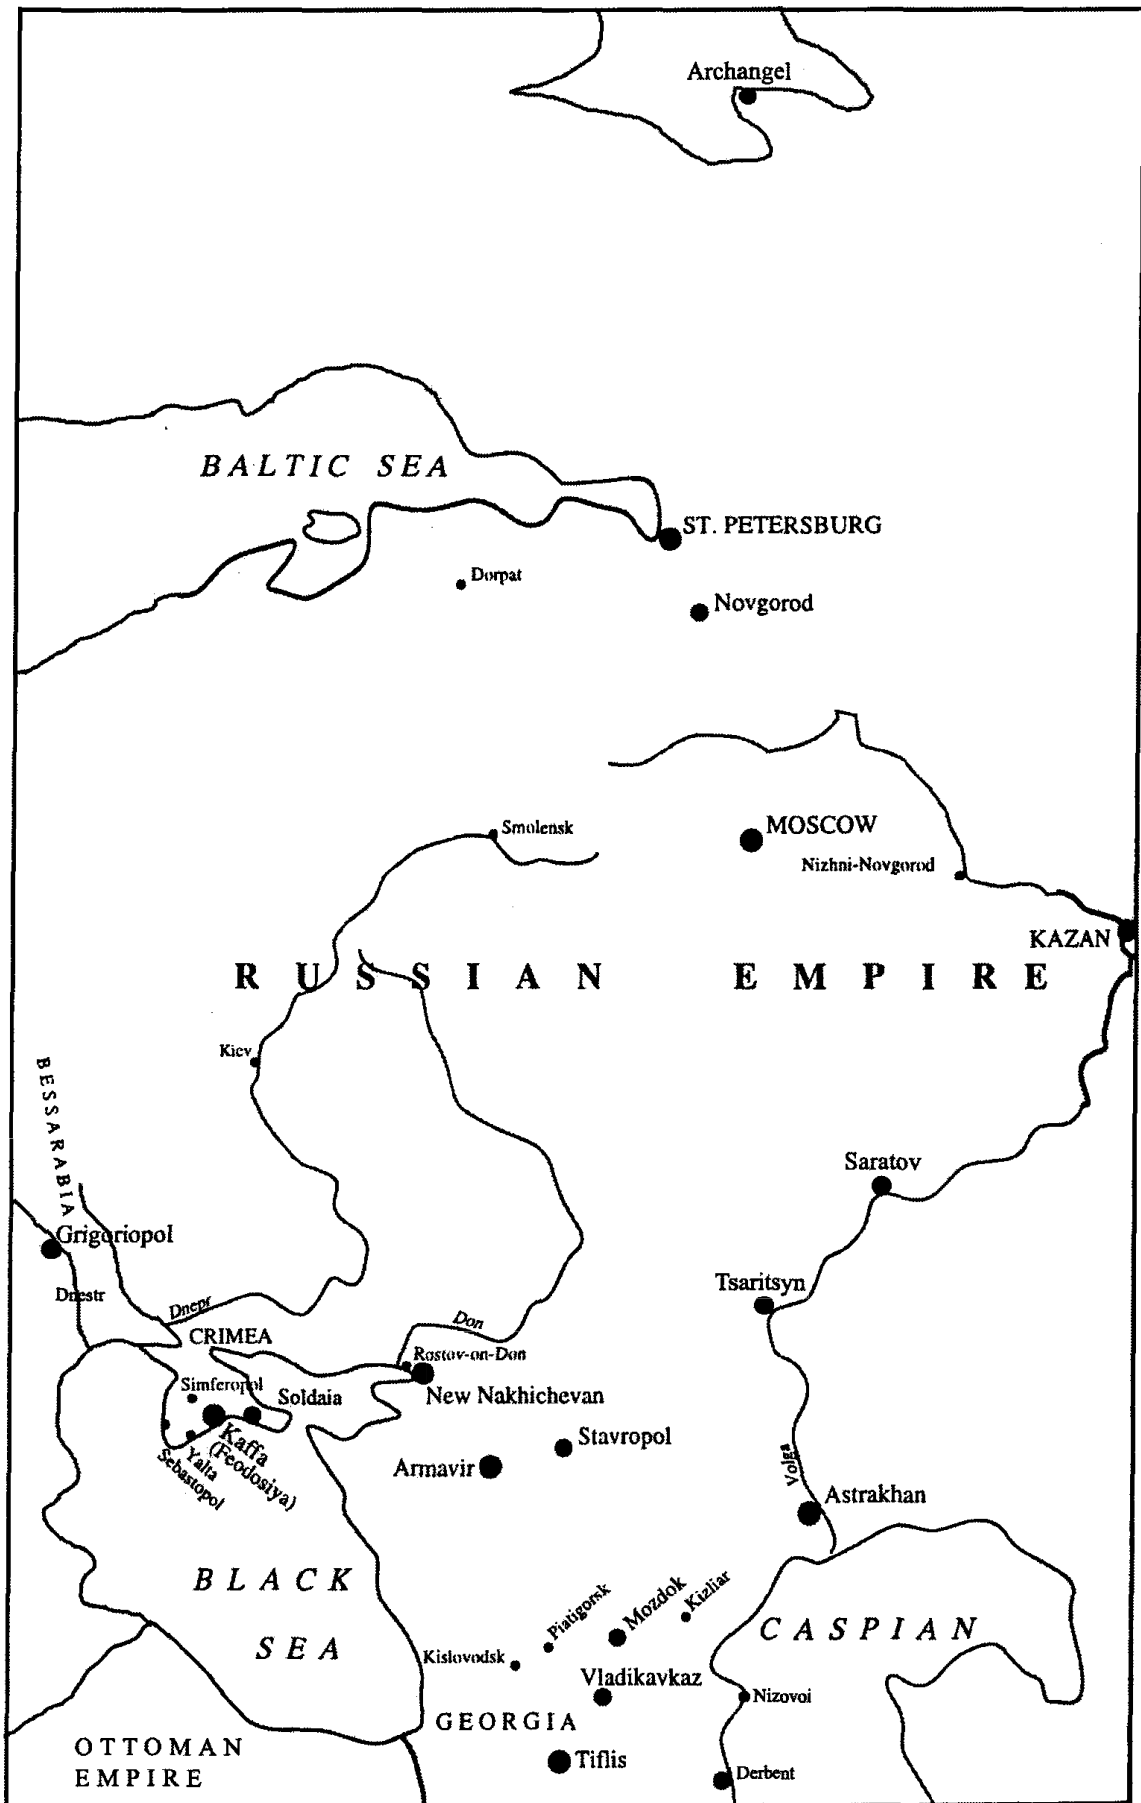 Archangel
BALTIC SEA
ST. PETERSBURG
Dorpat
Novgorod
Smolensk
MOSCOW
Nizhni-Novgorod
KAZAN
RUSSIAN EMPIRE
Kiev
BESSARABIA
Saratov
Grigoriopol
Tsaritsyn
Dnestr
Dnepr
Don
CRIMEA
Rostov-on-Don
Simferopol
Soldaia
New Nakhichevan
Kaffa
(Feodosiya)
Yalta
Sebastopol
Stavropol
Armavir
Volga
Astrakhan
BLACK
SEA
Piatigorsk
Mozdok
Kizliar
CASPIAN
Kislovodsk
Vladikavkaz
Nizovoi
GEORGIA
OTTOMAN
EMPIRE
Tiflis
Derbent